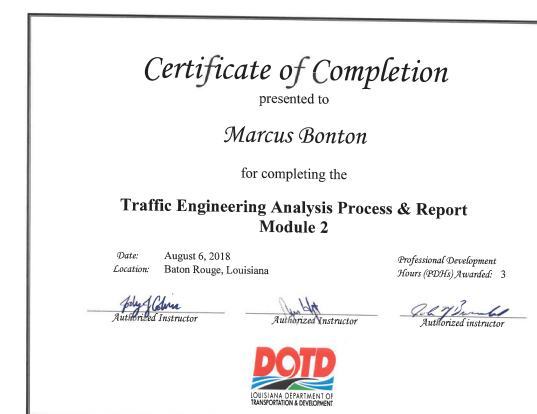 Certificate of Completion
presented to
Marcus Bonton
for completing the
Traffic Engineering Analysis Process & Report
Module 2
Date: August 6, 2018
Location: Baton Rouge, Louisiana
Professional Development
Hours (PDHs) Awarded: 3
Authorized Instructor
Authorized Instructor
Authorized instructor
DOTD
LOUISIANA DEPARTMENT OF
TRANSPORTATION & DEVELOPMENT